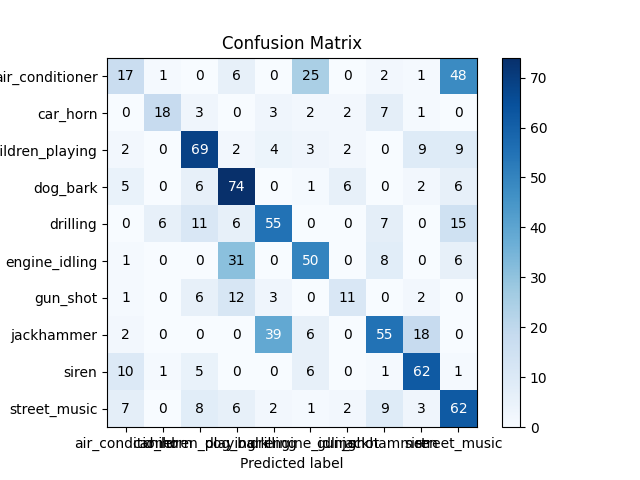 Confusion Matrix
air_conditioner 17 1 0 6 0 25 0 2 1 48
car_horn 0 18 3 0 3 2 2 7 1 0
ildren_playing 2 0 69 2 4 3 2 0 9 9
dog_bark 5 0 6 74 0 1 6 0 2 6
drilling 0 6 11 6 55 0 0 7 0 15
engine_idling 1 0 0 31 0 50 0 8 0 6
gun_shot 1 0 6 12 3 0 11 0 2 0
jackhammer 2 0 0 0 39 6 0 55 18 0
siren 10 1 5 0 0 6 0 1 62 1
street_music 7 0 8 6 2 1 2 9 3 62
70
60
50
40
30
20
10
0
street_music
Predicted label